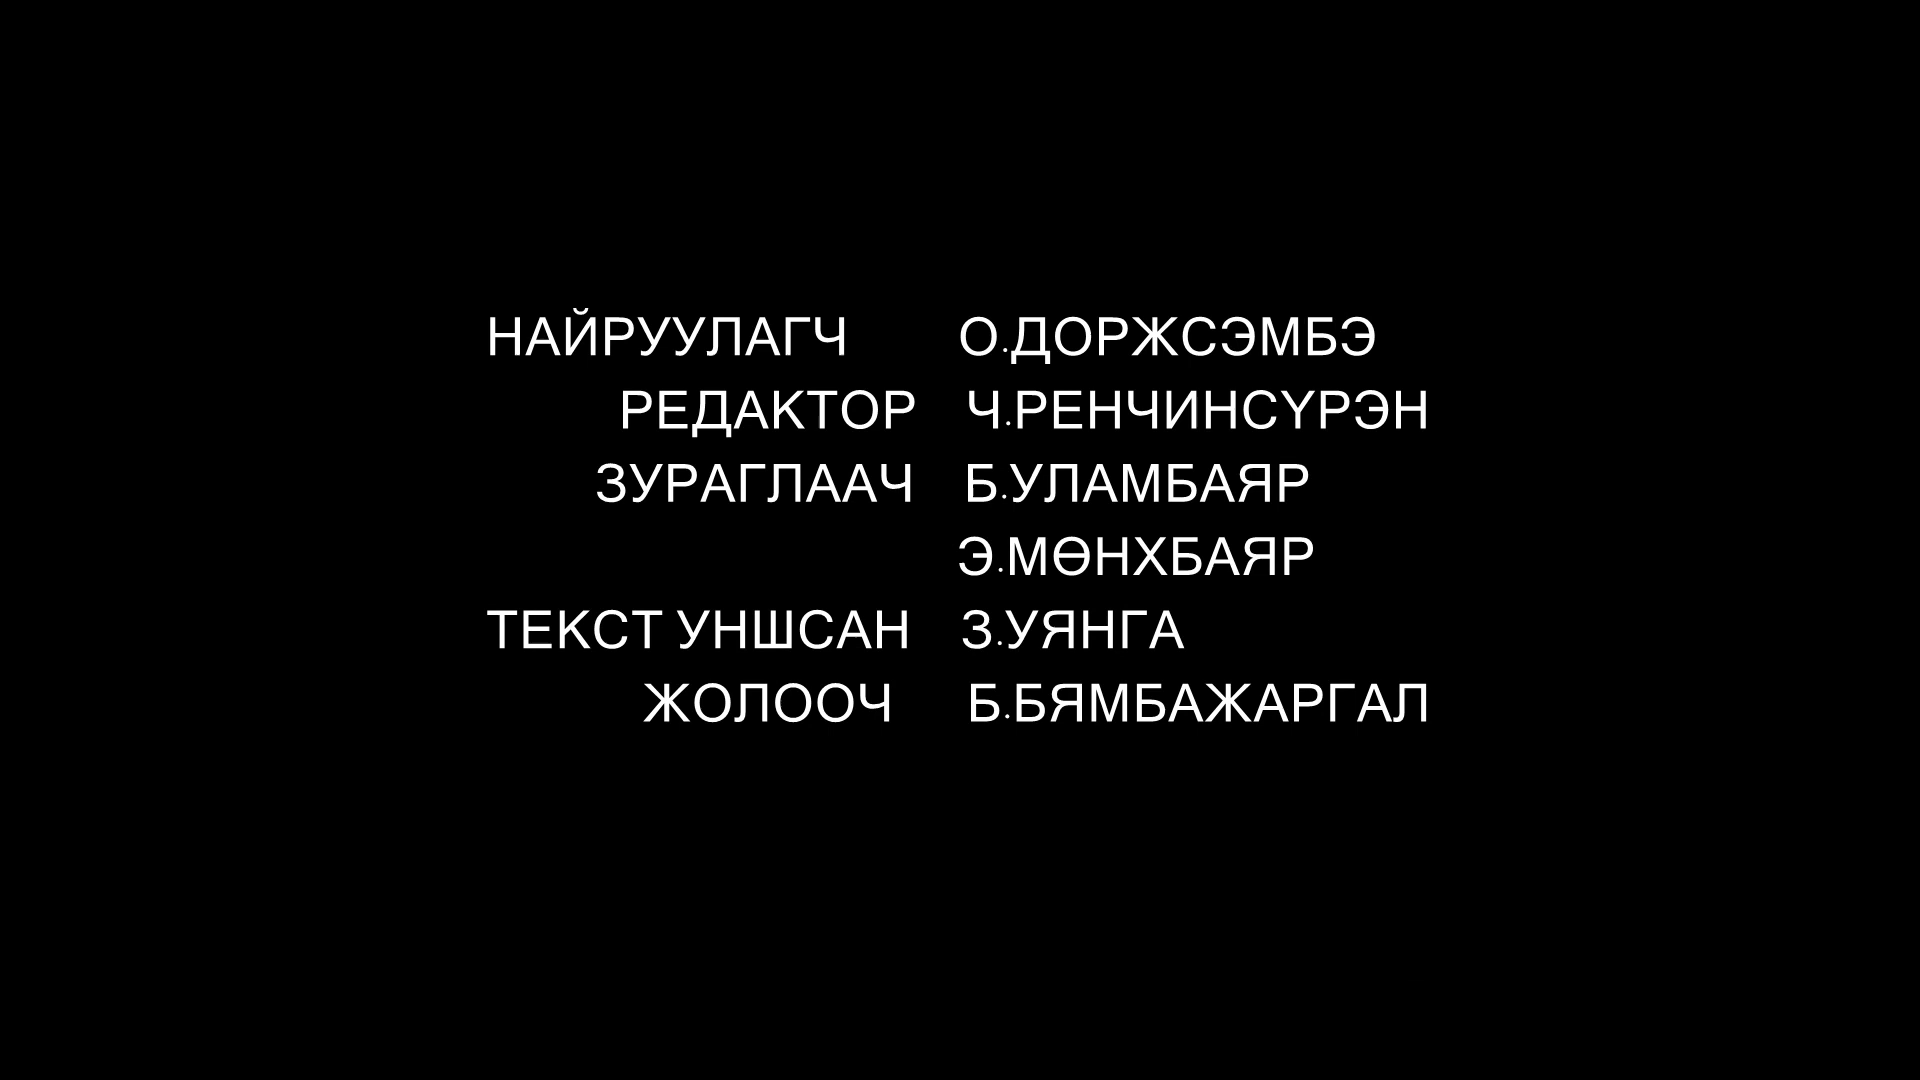 НАЙРУУЛАГЧ О.ДОРЖСЭМБЭ
РЕДАКТОР Ч.РЕНЧИНСҮРЭН
ЗУРАГЛААЧ Б.УЛАМБАЯР
Э.МӨНХБАЯР
ТЕКСТ УНШСАН З.УЯНГА
ЖОЛООЧ Б.БЯМБАЖАРГАЛ